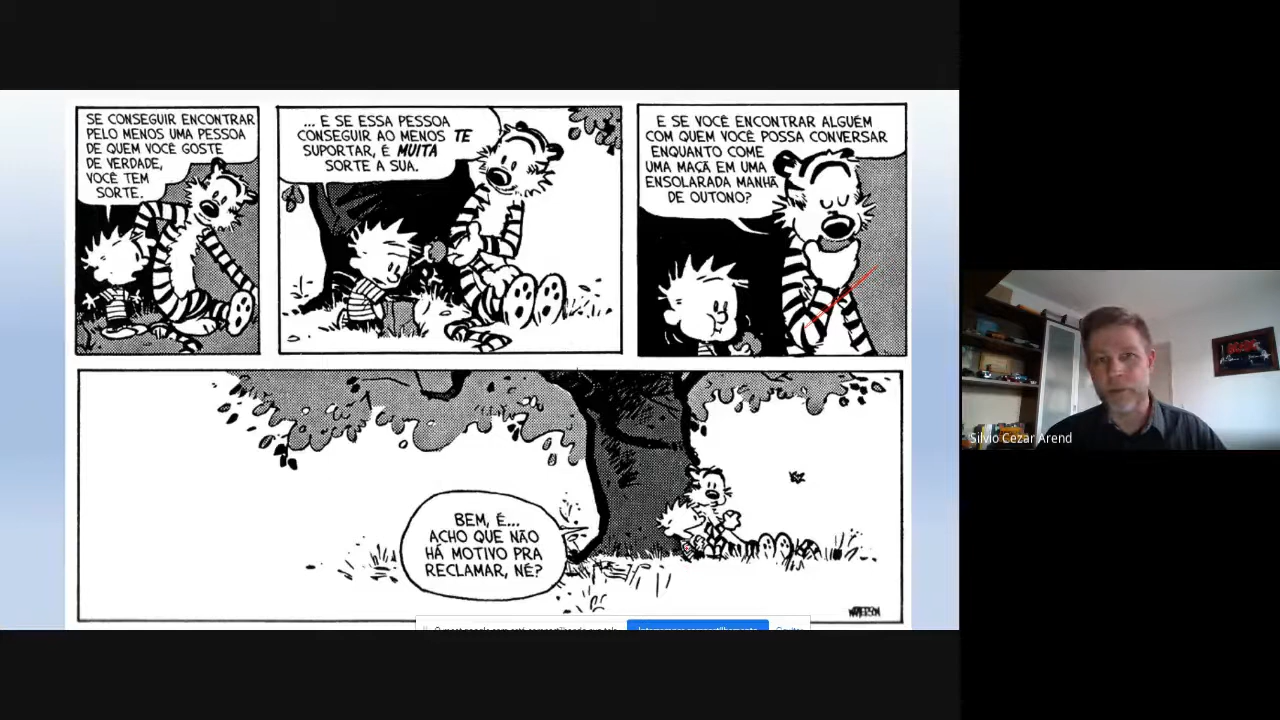 SE CONSEGUIR ENCONTRAR
PELO MENOS UMA PESSOA
DE QUEM VOCÊ GOSTE
DE VERDADE,
VOCÊ TEM
SORTE.
... E SE ESSA PESSOA
CONSEGUIR AO MENOS TE
SUPORTAR, É MUITA
SORTE A SUA.
E SE VOCÊ ENCONTRAR ALGUÉM
COM QUEM VOCÊ POSSA CONVERSAR
ENQUANTO COME
UMA MAÇÃ EM UMA
ENSOLARADA MANHÃ
DE OUTONO?
BEM, É...
ACHO QUE NÃO
HÁ MOTIVO PRA
RECLAMAR, NÉ?
WATTERSON
Silvio Cezar Arend